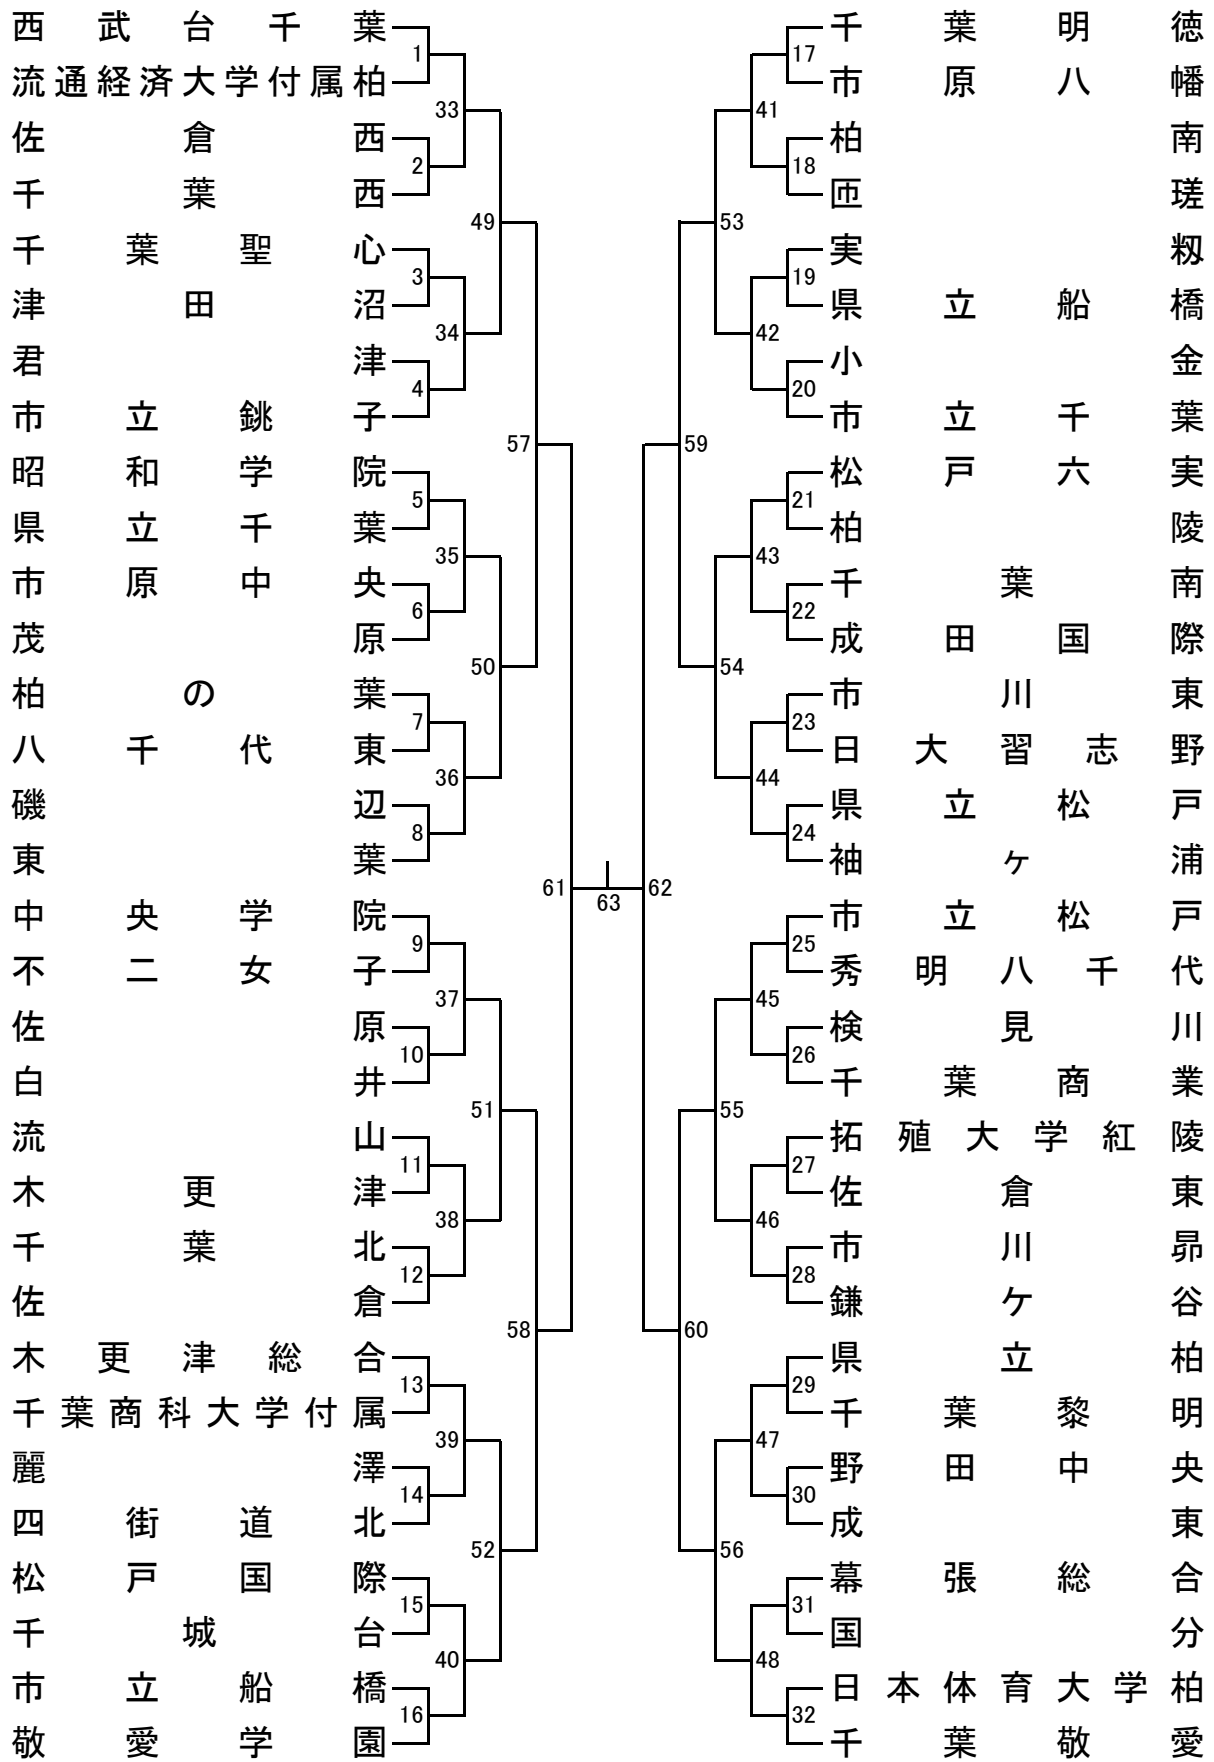 西武台千葉
流通経済大学付属柏
佐倉西
千葉西
千葉聖心
津田沼
君津
市立銚子
昭和学院
県立千葉
市原中央
茂原
柏の葉
八千代東
磯辺
東葉
中央学院
不二女子
佐原
白井
流山
木更津
千葉北
佐倉
木更津総合
千葉商科大学付属
麗澤
四街道北
松戸国際
千城台
市立船橋
敬愛学園
1
2
3
4
5
6
7
8
9
10
11
12
13
14
15
16
33
34
35
36
37
38
39
40
49
50
51
52
57
58
61
63
62
59
60
53
54
55
56
41
42
43
44
45
46
47
48
17
18
19
20
21
22
23
24
25
26
27
28
29
30
31
32
千葉明徳
市原八幡
柏南
匝瑳
実籾
県立船橋
小金
市立千葉
松戸六実
柏陵
千葉南
成田国際
市川東
日大習志野
県立松戸
袖ヶ浦
市立松戸
秀明八千代
検見川
千葉商業
拓殖大学紅陵
佐倉東
市川昴
鎌ケ谷
県立柏
千葉黎明
野田中央
成東
幕張総合
国分
日本体育大学柏
千葉敬愛